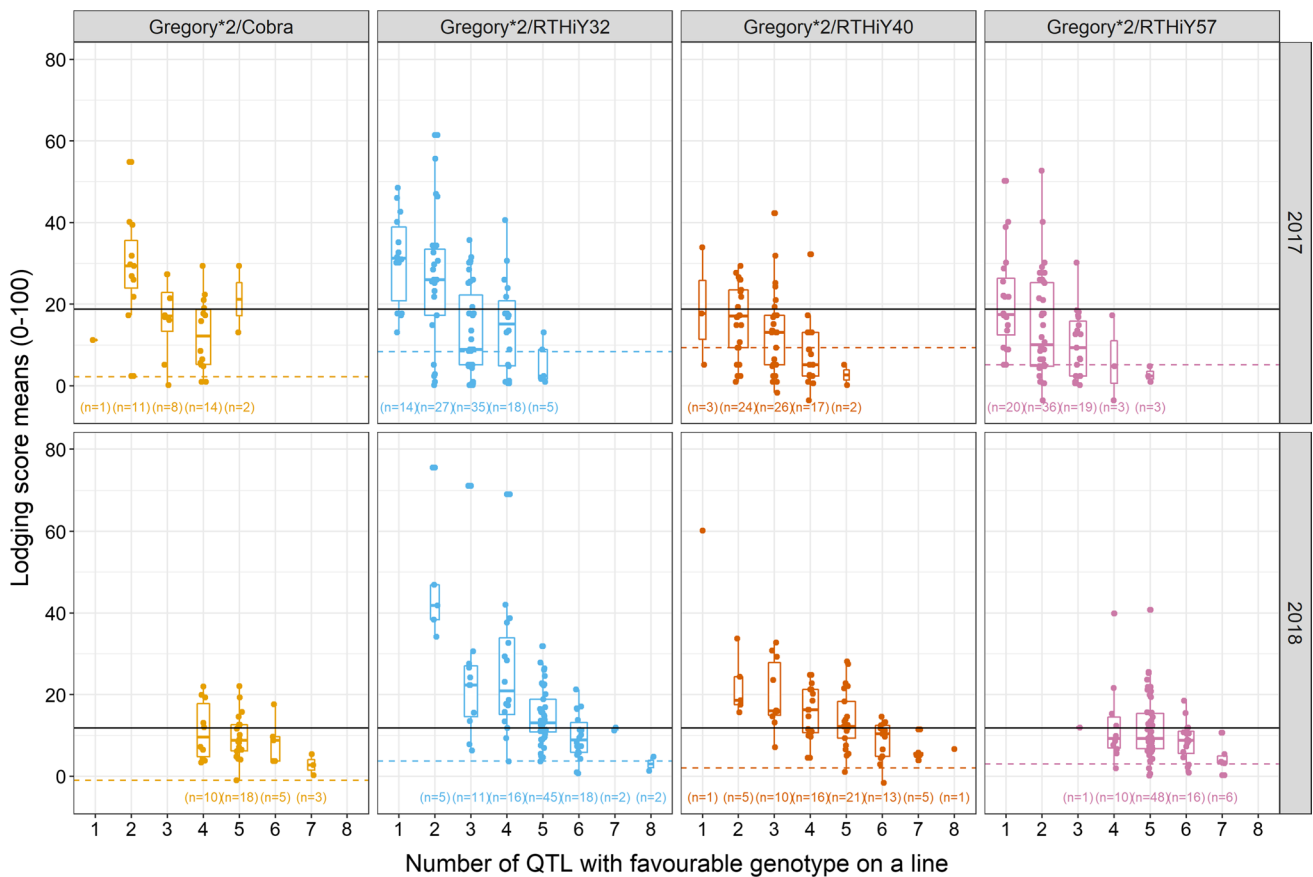 Gregory*2/Cobra Gregory*2/RTHiY32 Gregory*2/RTHiY40 Gregory*2/RTHiY57
80
60
40
20
0
2017
(n=1) (n=11) (n=8) (n=14) (n=2) (n=14) (n=27) (n=35) (n=18) (n=5) (n=3) (n=24) (n=26) (n=17) (n=2) (n=20) (n=36) (n=19) (n=3) (n=3)
Lodging score means (0-100)
80
60
40
20
0
2018
(n=10) (n=18) (n=5) (n=3) (n=5) (n=11) (n=16) (n=45) (n=18) (n=2) (n=2) (n=1) (n=5) (n=10) (n=16) (n=21) (n=13) (n=5) (n=1) (n=1) (n=10) (n=48) (n=16) (n=6)
1 2 3 4 5 6 7 8 1 2 3 4 5 6 7 8 1 2 3 4 5 6 7 8 1 2 3 4 5 6 7 8
Number of QTL with favourable genotype on a line